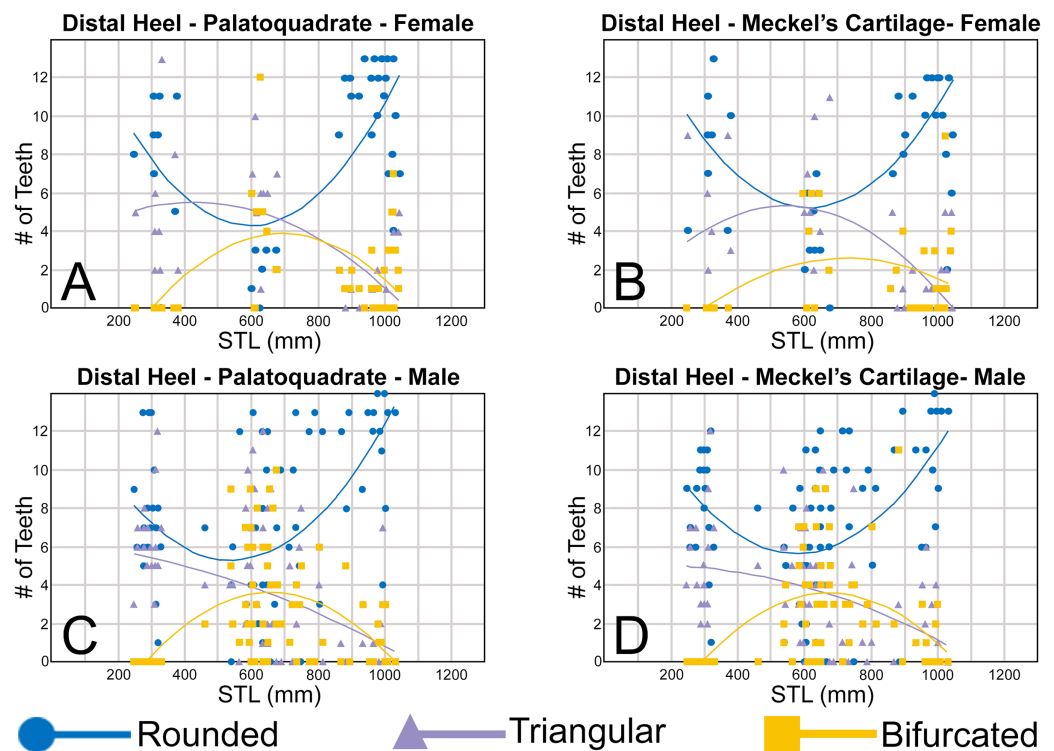 Distal Heel - Palatoquadrate - Female
# of Teeth
12
10
8
6
4
2
0
A
200 400 600 800 1000 1200
STL (mm)
Distal Heel - Meckel's Cartilage- Female
# of Teeth
12
10
8
6
4
2
0
B
200 400 600 800 1000 1200
STL (mm)
Distal Heel - Palatoquadrate - Male
# of Teeth
12
10
8
6
4
2
0
C
200 400 600 800 1000 1200
STL (mm)
Distal Heel - Meckel's Cartilage- Male
# of Teeth
12
10
8
6
4
2
0
D
200 400 600 800 1000 1200
STL (mm)
Rounded Triangular Bifurcated